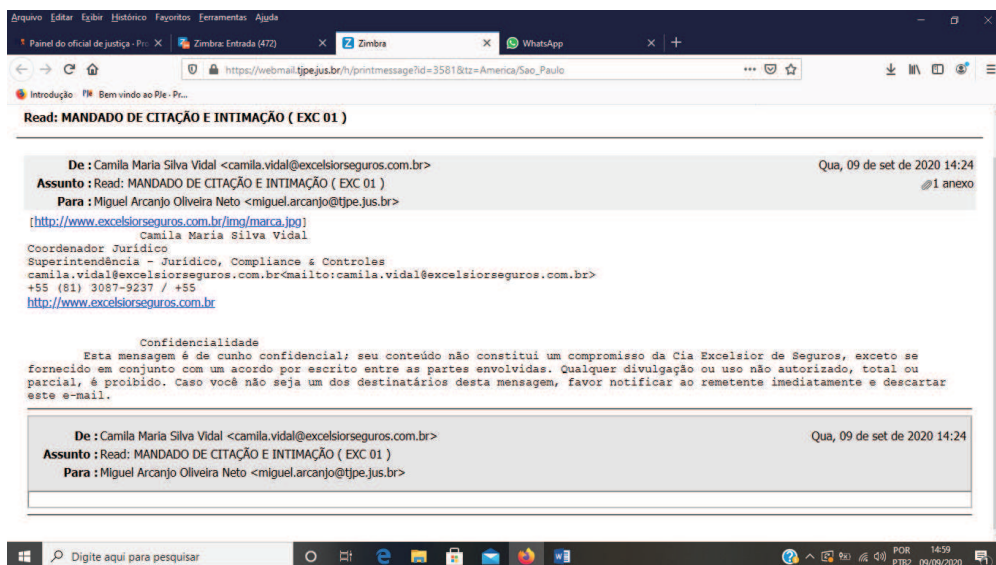 Arquivo Editar Exibir Histórico Favoritos Ferramentas Ajuda
Painel do oficial de justiça - Pro X Zimbra: Entrada (472) X Zimbra X WhatsApp X +
https://webmail.tjpe.jus.br/h/printmessage?id=3581&tz=America/Sao_Paulo
Introdução PJe Bem vindo ao PJe - Pr...
Read: MANDADO DE CITAÇÃO E INTIMAÇÃO ( EXC 01 )
De : Camila Maria Silva Vidal <camila.vidal@excelsiorseguros.com.br> Qua, 09 de set de 2020 14:24
Assunto : Read: MANDADO DE CITAÇÃO E INTIMAÇÃO ( EXC 01 ) 1 anexo
Para : Miguel Arcanjo Oliveira Neto <miguel.arcanjo@tjpe.jus.br>
[http://www.excelsiorseguros.com.br/img/marca.jpg]
Camila Maria Silva Vidal
Coordenador Jurídico
Superintendência - Jurídico, Compliance & Controles
camila.vidal@excelsiorseguros.com.br<mailto:camila.vidal@excelsiorseguros.com.br>
+55 (81) 3087-9237 / +55
http://www.excelsiorseguros.com.br
Confidencialidade
Esta mensagem é de cunho confidencial; seu conteúdo não constitui um compromisso da Cia Excelsior de Seguros, exceto se
fornecido em conjunto com um acordo por escrito entre as partes envolvidas. Qualquer divulgação ou uso não autorizado, total ou
parcial, é proibido. Caso você não seja um dos destinatários desta mensagem, favor notificar ao remetente imediatamente e descartar
este e-mail.
De : Camila Maria Silva Vidal <camila.vidal@excelsiorseguros.com.br> Qua, 09 de set de 2020 14:24
Assunto : Read: MANDADO DE CITAÇÃO E INTIMAÇÃO ( EXC 01 )
Para : Miguel Arcanjo Oliveira Neto <miguel.arcanjo@tjpe.jus.br>
Digite aqui para pesquisar
POR 14:59
PTB2 09/09/2020